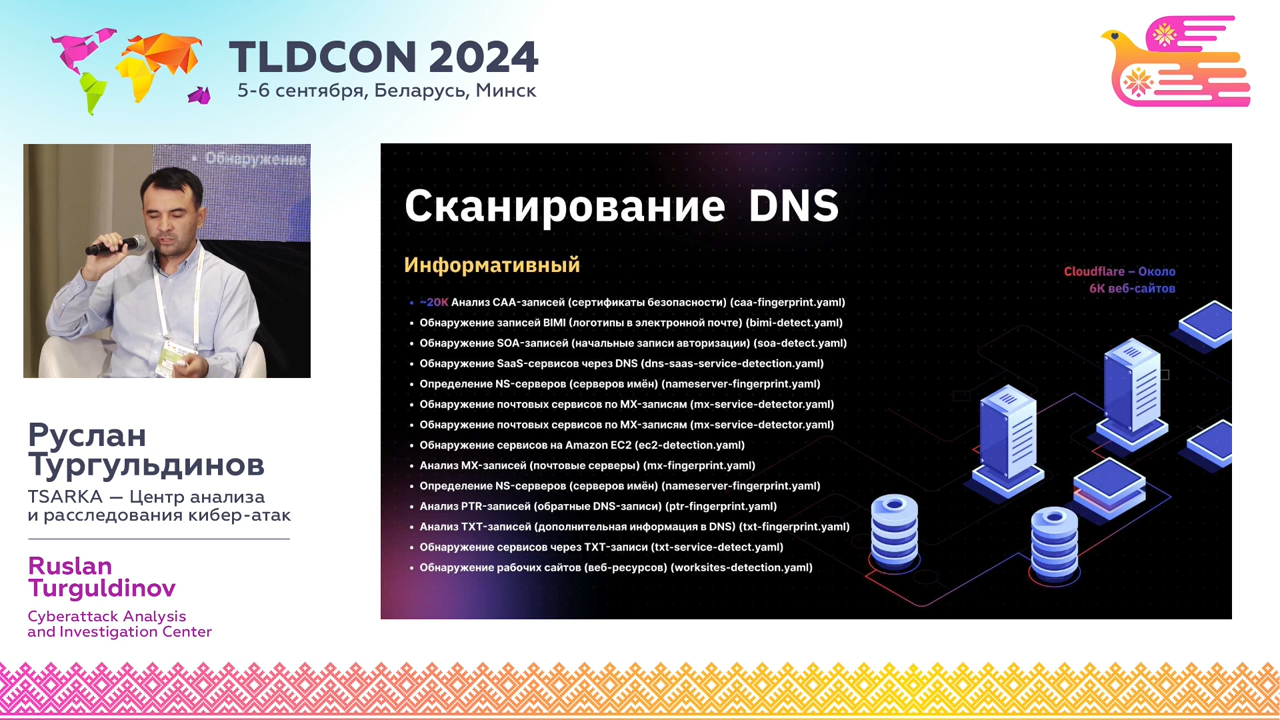 TLDCON 2024
5-6 сентября, Беларусь, Минск
• Обнаружение
Руслан
Тургульдинов
TSARKA — Центр анализа
и расследования кибер-атак
Ruslan
Turguldinov
Cyberattack Analysis
and Investigation Center
Сканирование DNS
Информативный
Cloudflare – Около
6K веб-сайтов
• ~20K Анализ CAA-записей (сертификаты безопасности) (caa-fingerprint.yaml)
• Обнаружение записей BIMI (логотипы в электронной почте) (bimi-detect.yaml)
• Обнаружение SOA-записей (начальные записи авторизации) (soa-detect.yaml)
• Обнаружение SaaS-сервисов через DNS (dns-saas-service-detection.yaml)
• Определение NS-серверов (серверов имён) (nameserver-fingerprint.yaml)
• Обнаружение почтовых сервисов по MX-записям (mx-service-detector.yaml)
• Обнаружение почтовых сервисов по MX-записям (mx-service-detector.yaml)
• Обнаружение сервисов на Amazon EC2 (ec2-detection.yaml)
• Анализ MX-записей (почтовые серверы) (mx-fingerprint.yaml)
• Определение NS-серверов (серверов имён) (nameserver-fingerprint.yaml)
• Анализ PTR-записей (обратные DNS-записи) (ptr-fingerprint.yaml)
• Анализ TXT-записей (дополнительная информация в DNS) (txt-fingerprint.yaml)
• Обнаружение сервисов через TXT-записи (txt-service-detect.yaml)
• Обнаружение рабочих сайтов (веб-ресурсов) (worksites-detection.yaml)